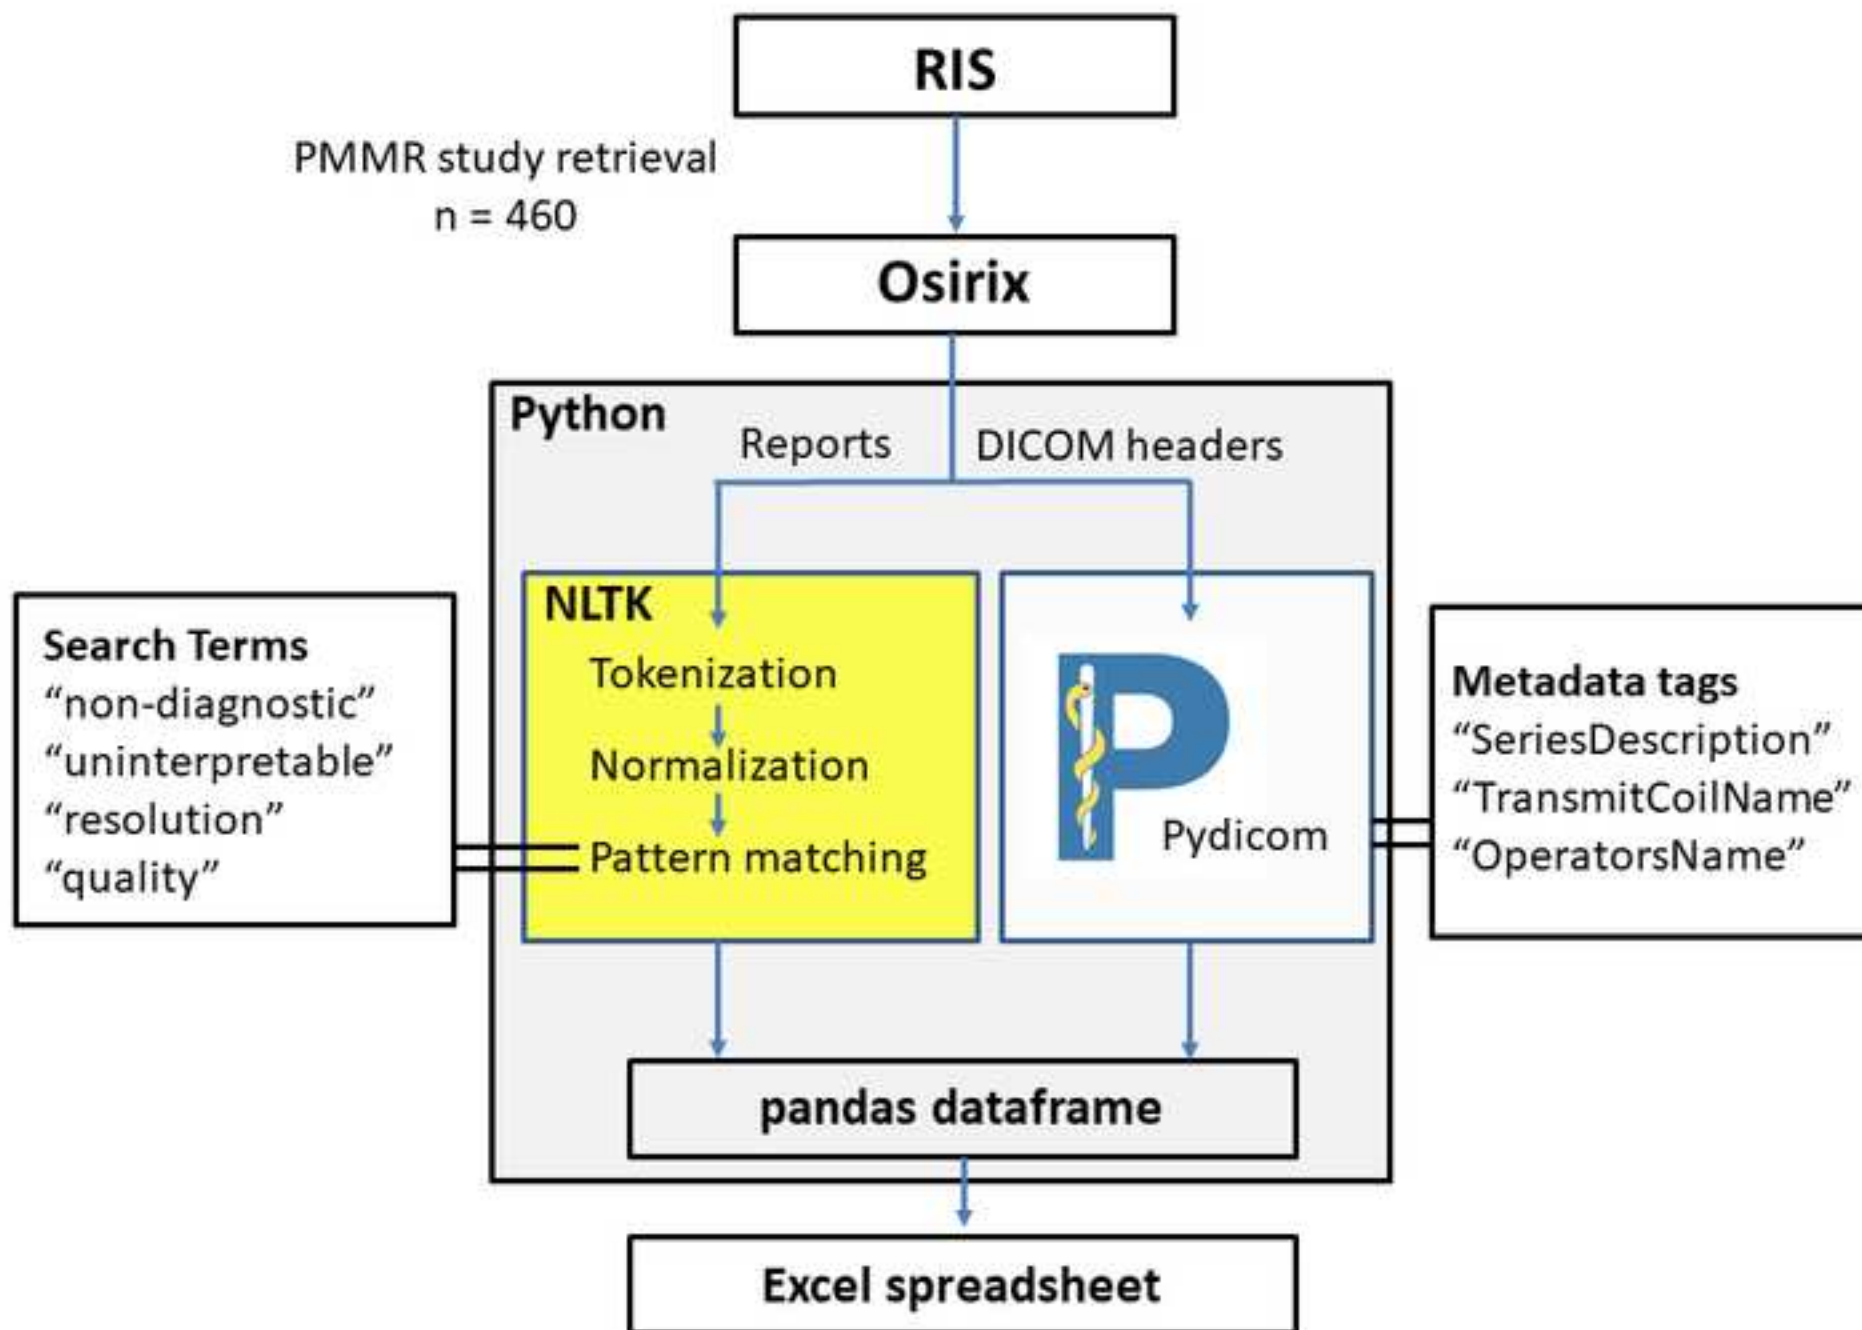 RIS
PMMR study retrieval
n = 460
Osirix
Python
Reports
DICOM headers
NLTK
Tokenization
Normalization
Pattern matching
Search Terms
“non-diagnostic”
“uninterpretable”
“resolution”
“quality”
P
Pydicom
Metadata tags
“SeriesDescription”
“TransmitCoilName”
“OperatorsName”
pandas dataframe
Excel spreadsheet